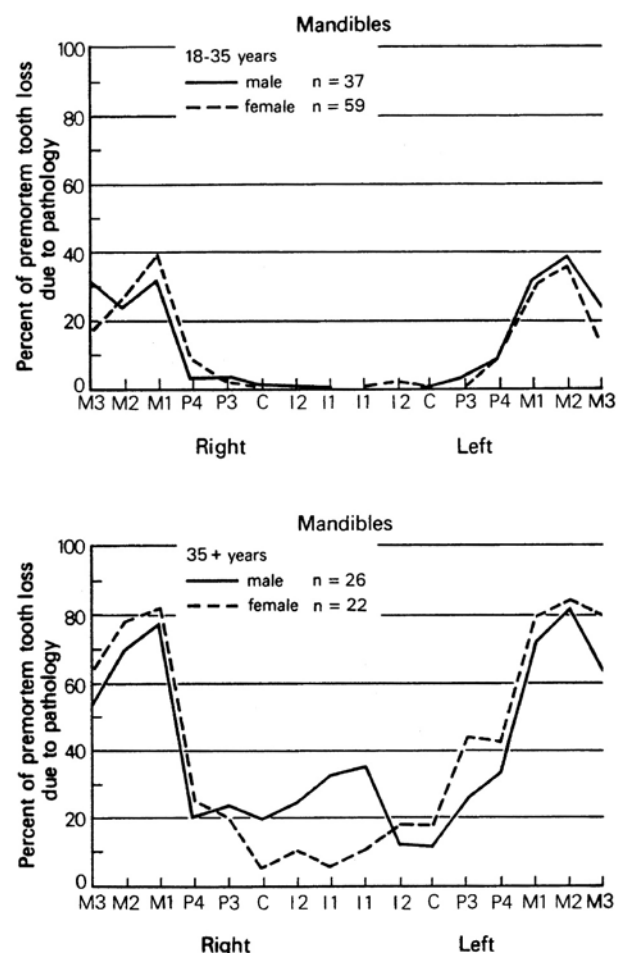 Mandibles
18-35 years
male n = 37
female n = 59
Percent of premortem tooth loss
due to pathology
100
80
60
40
20
0
M3 M2 M1 P4 P3 C I2 I1 I1 I2 C P3 P4 M1 M2 M3
Right Left
Mandibles
35+ years
male n = 26
female n = 22
Percent of premortem tooth loss
due to pathology
100
80
60
40
20
0
M3 M2 M1 P4 P3 C I2 I1 I1 I2 C P3 P4 M1 M2 M3
Right Left